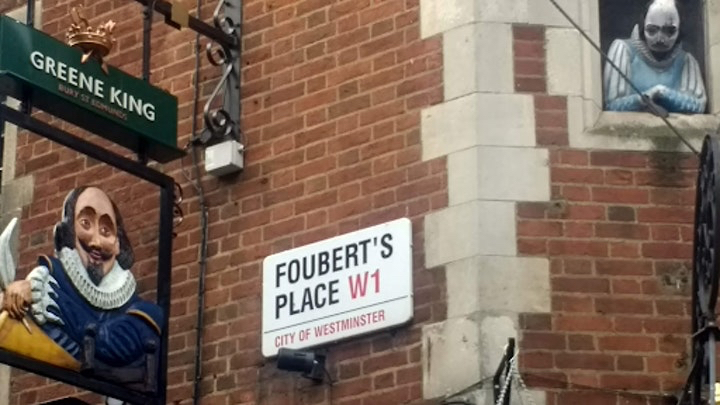 GREENE KING
BURY ST EDMUNDS
FOUBERT'S
PLACE W1
CITY OF WESTMINSTER